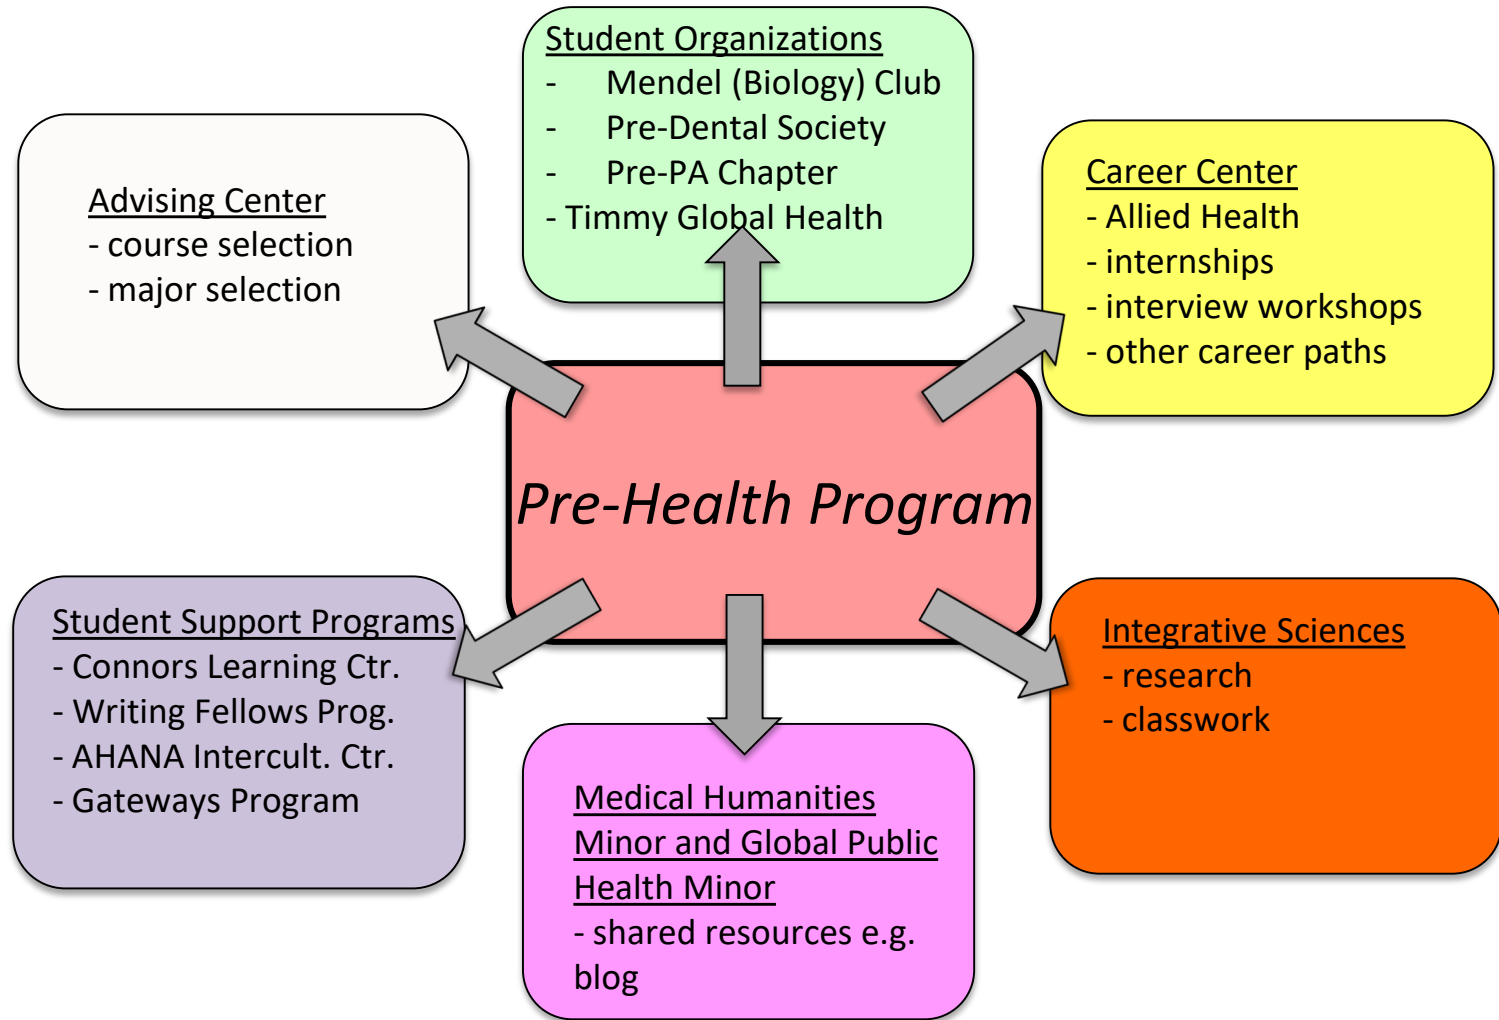 Student Organizations
- Mendel (Biology) Club
- Pre-Dental Society
- Pre-PA Chapter
- Timmy Global Health
Advising Center
- course selection
- major selection
Career Center
- Allied Health
- internships
- interview workshops
- other career paths
Pre-Health Program
Student Support Programs
- Connors Learning Ctr.
- Writing Fellows Prog.
- AHANA Intercult. Ctr.
- Gateways Program
Medical Humanities
Minor and Global Public
Health Minor
- shared resources e.g.
blog
Integrative Sciences
- research
- classwork